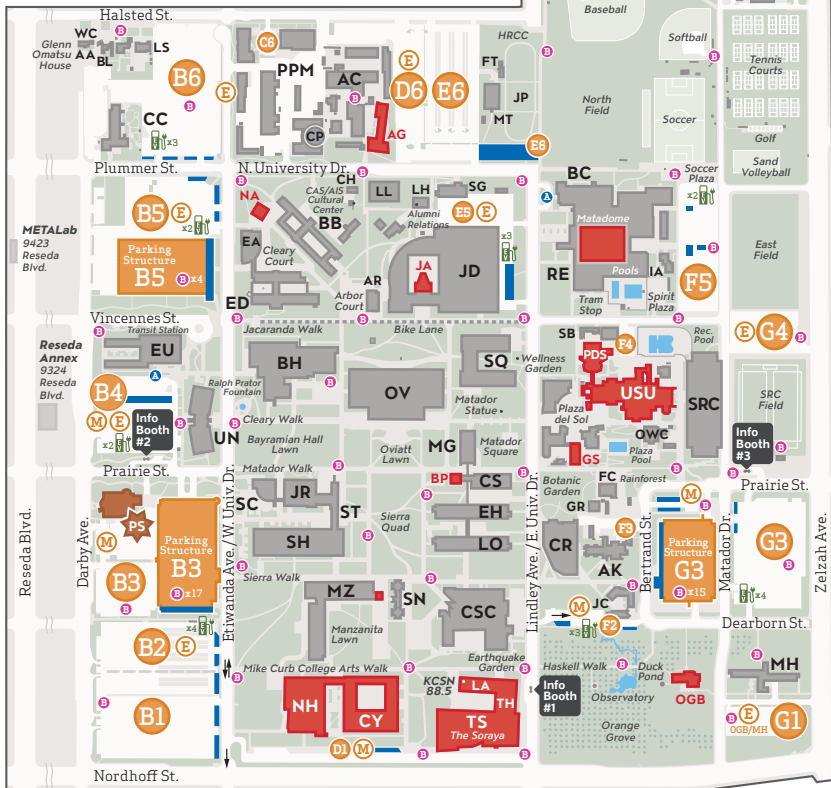 Halsted St.
Baseball
WC
Glenn
Omatsu
House
AA
BL
LS
B
B6
E
CC
x3
C6
PPM
AC
CP
AG
E
D6
E6
HRCC
FT
JP
MT
E6
North
Field
Softball
Soccer
Tennis
Courts
Golf
Sand
Volleyball
Plummer St.
N. University Dr.
METALab
9423
Reseda
Blvd.
B5
E
x2
Parking
Structure
B5
B x4
NA
CH
CAS/AIS
Cultural
Center
BB
LL
LH
SG
Alumni
Relations
E5
E
x3
EA
Cleary
Court
ED
AR
Arbor
Court
JA
JD
BC
A
Matadome
RE
Pools
IA
Tram
Stop
Spirit
Plaza
Soccer
Plaza
x2
F5
East
Field
Vincennes St.
Transit Station
EU
A
Reseda
Annex
9324
Reseda
Blvd.
B4
M
E
x2
Info
Booth
#2
Ralph Prator
Fountain
UN
Jacaranda Walk
Bike Lane
BH
OV
SQ
Wellness
Garden
Matador
Statue
Cleary Walk
Bayramian Hall
Lawn
Oviatt
Lawn
MG
Matador
Square
SB
PDS
F4
Rec.
Pool
USU
SRC
Plaza
del Sol
OWC
Plaza
Pool
GS
E
G4
SRC
Field
Info
Booth
#3
Prairie St.
Matador Walk
Botanic
Garden
FC
Rainforest
Prairie St.
PS
M
B3
Parking
Structure
B3
B x17
SC
JR
ST
SH
Sierra
Quad
BP
CS
EH
LO
GR
CR
F3
AK
M
Parking
Structure
G3
B x15
G3
x4
Reseda Blvd.
Darby Ave.
Etiwanda Ave./W. Univ. Dr.
Lindley Ave./E. Univ. Dr.
Bertrand St.
Matador Dr.
Zelzah Ave.
Sierra Walk
MZ
SN
CSC
Manzanita
Lawn
x4
B2
E
B1
Mike Curb College Arts Walk
Earthquake
Garden
M
JC
x3
F2
Dearborn St.
Haskell Walk
Duck
Pond
Observatory
OGB
Orange
Grove
MH
E
OGB/MH
G1
NH
CY
KCSN
88.5
LA
TH
TS
The Soraya
Info
Booth
#1
D1
M
Nordhoff St.